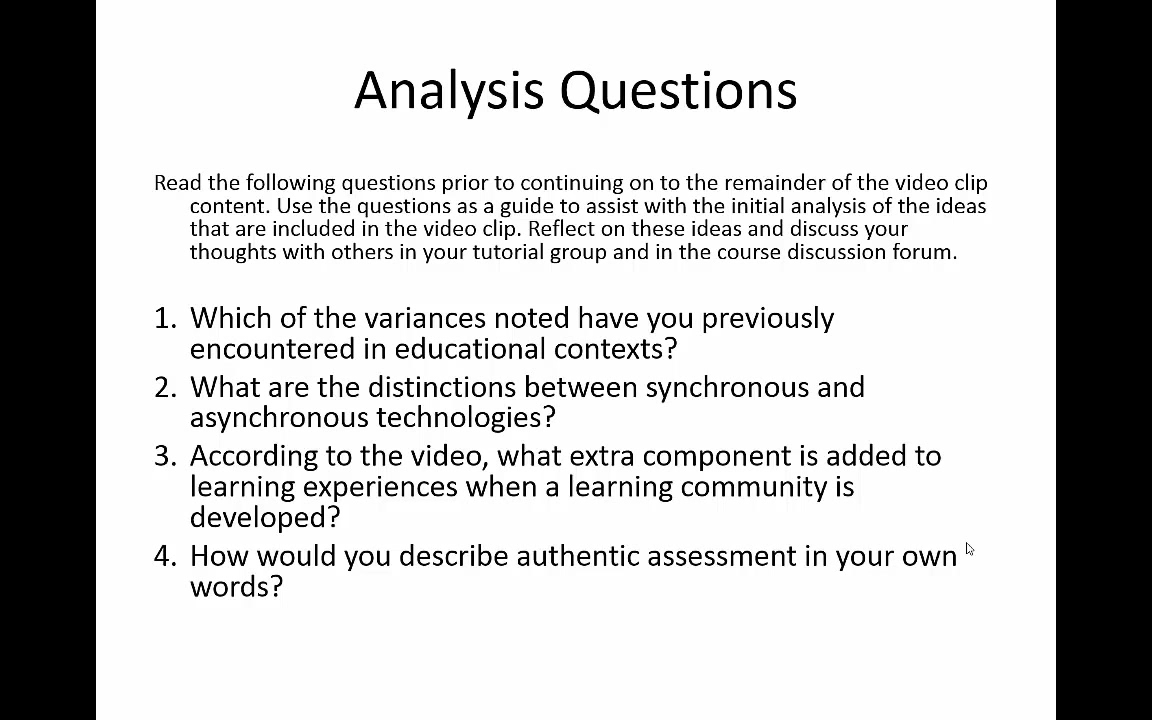 Analysis Questions
Read the following questions prior to continuing on to the remainder of the video clip
content. Use the questions as a guide to assist with the initial analysis of the ideas
that are included in the video clip. Reflect on these ideas and discuss your
thoughts with others in your tutorial group and in the course discussion forum.
1. Which of the variances noted have you previously
encountered in educational contexts?
2. What are the distinctions between synchronous and
asynchronous technologies?
3. According to the video, what extra component is added to
learning experiences when a learning community is
developed?
4. How would you describe authentic assessment in your own
words?